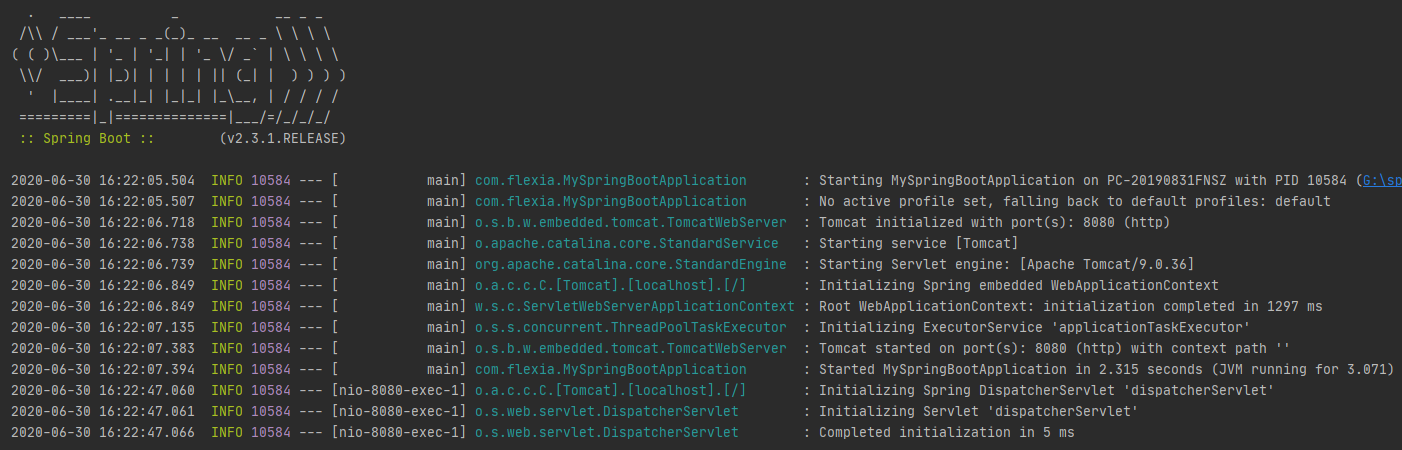 .   ____          _            __ _ _
 /\\ / ___'_ __ _ _(_)_ __  __ _ \ \ \ \
( ( )\___ | '_ | '_| | '_ \/ _` | \ \ \ \
 \\/  ___)| |_)| | | | | || (_| |  ) ) ) )
  '  |____| .__|_| |_|_| |_\__, | / / / /
 =========|_|==============|___/=/_/_/_/
 :: Spring Boot ::        (v2.3.1.RELEASE)
2020-06-30 16:22:05.504  INFO 10584 --- [           main] com.flexia.MySpringBootApplication       : Starting MySpringBootApplication on PC-20190831FNSZ with PID 10584 (G:\sp
2020-06-30 16:22:05.507  INFO 10584 --- [           main] com.flexia.MySpringBootApplication       : No active profile set, falling back to default profiles: default
2020-06-30 16:22:06.718  INFO 10584 --- [           main] o.s.b.w.embedded.tomcat.TomcatWebServer  : Tomcat initialized with port(s): 8080 (http)
2020-06-30 16:22:06.738  INFO 10584 --- [           main] o.apache.catalina.core.StandardService   : Starting service [Tomcat]
2020-06-30 16:22:06.739  INFO 10584 --- [           main] org.apache.catalina.core.StandardEngine  : Starting Servlet engine: [Apache Tomcat/9.0.36]
2020-06-30 16:22:06.849  INFO 10584 --- [           main] o.a.c.c.C.[Tomcat].[localhost].[/]       : Initializing Spring embedded WebApplicationContext
2020-06-30 16:22:06.849  INFO 10584 --- [           main] w.s.c.ServletWebServerApplicationContext : Root WebApplicationContext: initialization completed in 1297 ms
2020-06-30 16:22:07.135  INFO 10584 --- [           main] o.s.s.concurrent.ThreadPoolTaskExecutor  : Initializing ExecutorService 'applicationTaskExecutor'
2020-06-30 16:22:07.383  INFO 10584 --- [           main] o.s.b.w.embedded.tomcat.TomcatWebServer  : Tomcat started on port(s): 8080 (http) with context path ''
2020-06-30 16:22:07.394  INFO 10584 --- [           main] com.flexia.MySpringBootApplication       : Started MySpringBootApplication in 2.315 seconds (JVM running for 3.071)
2020-06-30 16:22:47.060  INFO 10584 --- [nio-8080-exec-1] o.a.c.c.C.[Tomcat].[localhost].[/]       : Initializing Spring DispatcherServlet 'dispatcherServlet'
2020-06-30 16:22:47.061  INFO 10584 --- [nio-8080-exec-1] o.s.web.servlet.DispatcherServlet        : Initializing Servlet 'dispatcherServlet'
2020-06-30 16:22:47.066  INFO 10584 --- [nio-8080-exec-1] o.s.web.servlet.DispatcherServlet        : Completed initialization in 5 ms